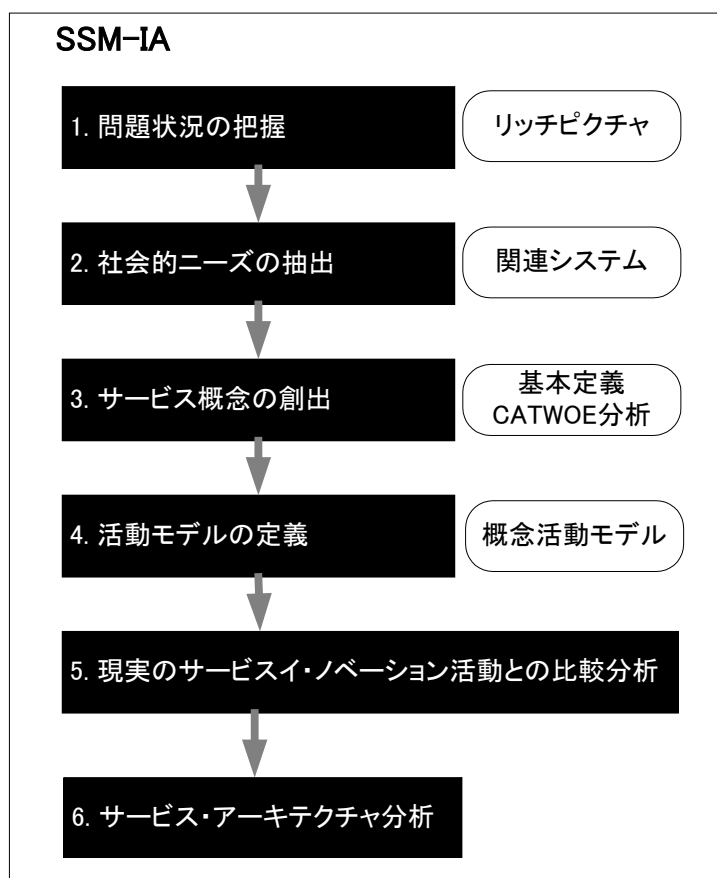 SSM-IA
1. 問題状況の把握
リッチピクチャ
2. 社会的ニーズの抽出
関連システム
3. サービス概念の創出
基本定義
CATWOE分析
4. 活動モデルの定義
概念活動モデル
5. 現実のサービスイ・ノベーション活動との比較分析
6. サービス・アーキテクチャ分析